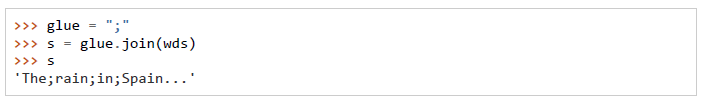 >>> glue = ";"
>>> s = glue.join(wds)
>>> s
'The;rain;in;Spain...'